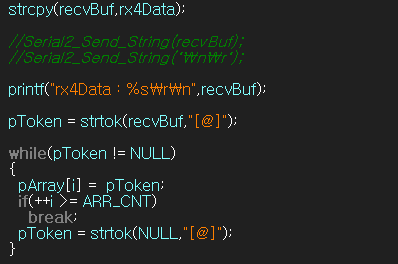 strcpy(recvBuf,rx4Data);
//Serial2_Send_String(recvBuf);
//Serial2_Send_String("₩n₩r");
printf("rx4Data : %s₩r₩n",recvBuf);
pToken = strtok(recvBuf,"[@]");
while(pToken != NULL)
{
pArray[i] = pToken;
if(++i >= ARR_CNT)
break;
pToken = strtok(NULL,"[@]");
}